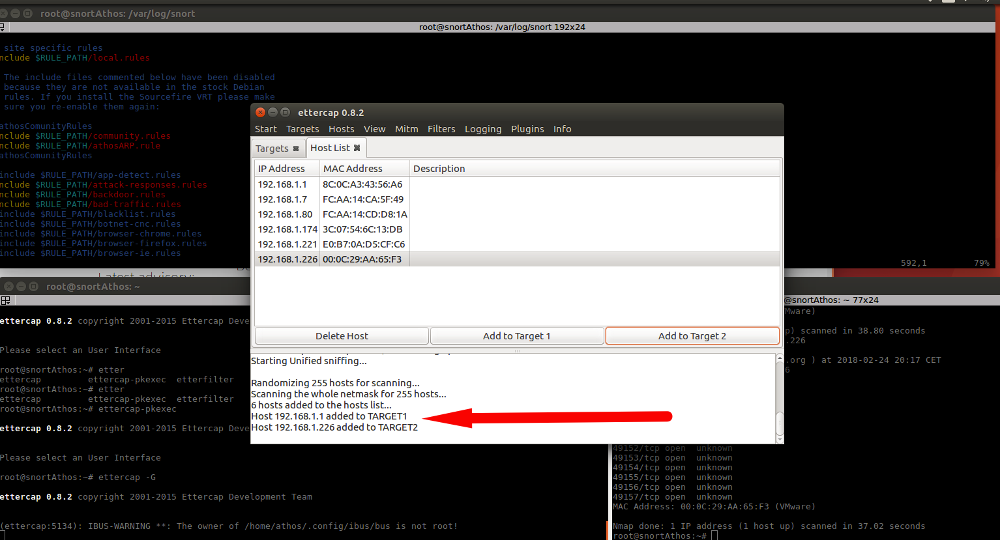 root@snortAthos: /var/log/snort
root@snortAthos: /var/log/snort 192x24
site specific rules
nclude $RULE_PATH/local.rules
The include files commented below have been disabled
because they are not available in the stock Debian
rules. If you install the Sourcefire VRT please make
sure you re-enable them again:
athosComunityRules
nclude $RULE_PATH/community.rules
nclude $RULE_PATH/athosARP.rule
athosComunityRules
include $RULE_PATH/app-detect.rules
nclude $RULE_PATH/attack-responses.rules
nclude $RULE_PATH/backdoor.rules
nclude $RULE_PATH/bad-traffic.rules
include $RULE_PATH/blacklist.rules
include $RULE_PATH/botnet-cnc.rules
include $RULE_PATH/browser-chrome.rules
include $RULE_PATH/browser-firefox.rules
include $RULE_PATH/browser-ie.rules
592,1 79%
Latest advisory:
ettercap 0.8.2
Start Targets Hosts View Mitm Filters Logging Plugins Info
Targets Host List
IP Address MAC Address Description
192.168.1.1 8C:0C:A3:43:56:A6
192.168.1.7 FC:AA:14:CA:5F:49
192.168.1.80 FC:AA:14:CD:D8:1A
192.168.1.174 3C:07:54:6C:13:DB
192.168.1.221 E0:B7:0A:D5:CF:C6
192.168.1.226 00:0C:29:AA:65:F3
Delete Host Add to Target 1 Add to Target 2
Starting Unified sniffing...
Randomizing 255 hosts for scanning...
Scanning the whole netmask for 255 hosts...
6 hosts added to the hosts list...
Host 192.168.1.1 added to TARGET1
Host 192.168.1.226 added to TARGET2
root@snortAthos: ~
ettercap 0.8.2 copyright 2001-2015 Ettercap Deve
Please select an User Interface
root@snortAthos:~# etter
ettercap ettercap-pkexec etterfilter
root@snortAthos:~# etter
ettercap ettercap-pkexec etterfilter
root@snortAthos:~# ettercap-pkexec
ettercap 0.8.2 copyright 2001-2015 Ettercap Deve
Please select an User Interface
root@snortAthos:~# ettercap -G
ettercap 0.8.2 copyright 2001-2015 Ettercap Development Team
(ettercap:5134): IBUS-WARNING **: The owner of /home/athos/.config/ibus/bus is not root!
@snortAthos: ~ 77x24
Mware)
p) scanned in 38.80 seconds
.226
.org ) at 2018-02-24 20:17 CET
6
49152/tcp open unknown
49153/tcp open unknown
49154/tcp open unknown
49155/tcp open unknown
49156/tcp open unknown
49157/tcp open unknown
MAC Address: 00:0C:29:AA:65:F3 (VMware)
Nmap done: 1 IP address (1 host up) scanned in 37.02 seconds
root@snortAthos:~#